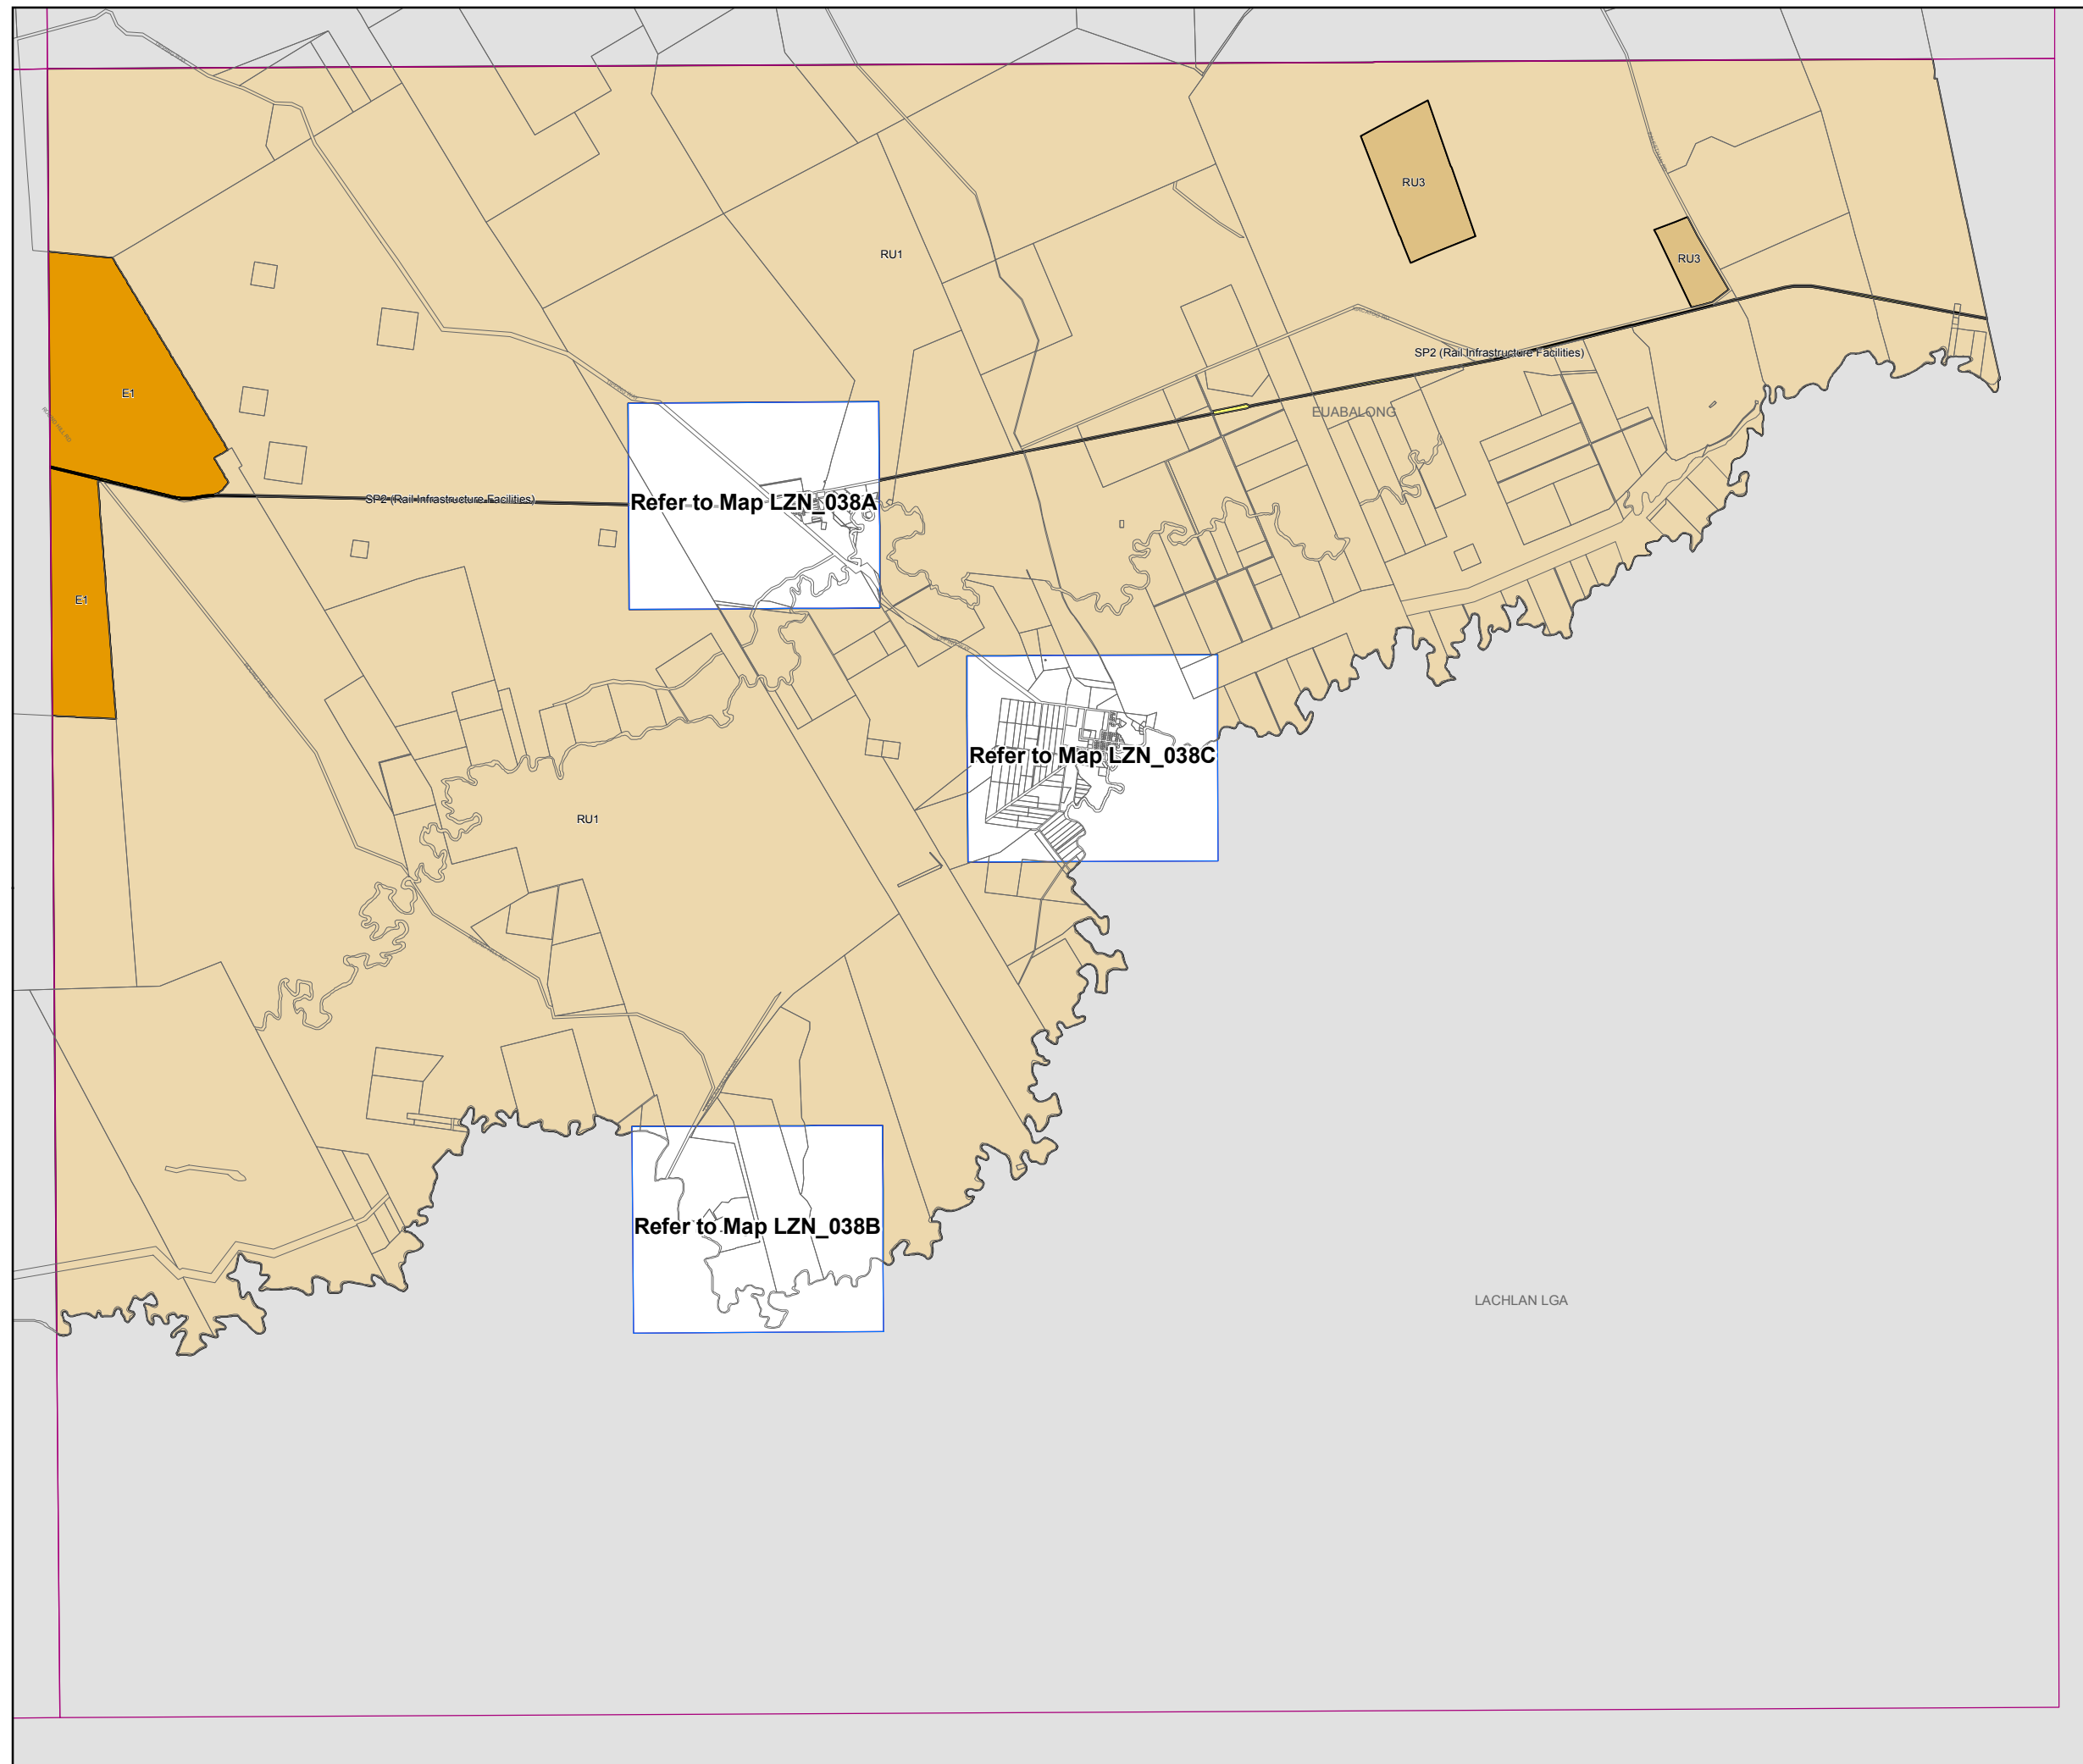 RU3
RU1
RU3
SP2 (Rail Infrastructure Facilities)
E1
EUABALONG
SP2 (Rail Infrastructure Facilities)
Refer to Map LZN_038A
E1
Refer to Map LZN_038C
RU1
Refer to Map LZN_038B
LACHLAN LGA